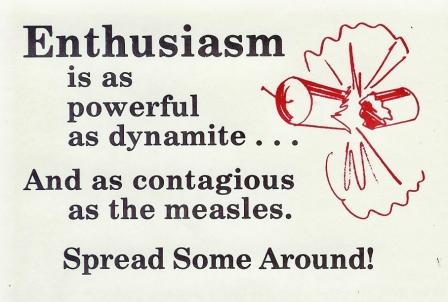 Enthusiasm
is as
powerful
as dynamite . . .
And as contagious
as the measles.
Spread Some Around!